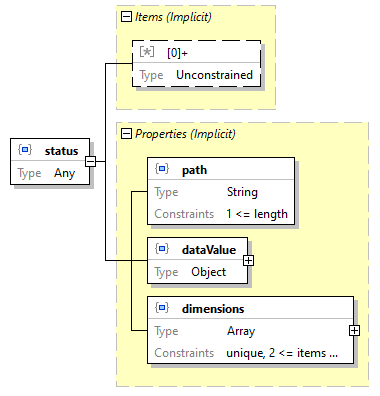 Items (Implicit)
[0]+
Type Unconstrained
status
Type Any
Properties (Implicit)
path
Type String
Constraints 1 <= length
dataValue
Type Object
dimensions
Type Array
Constraints unique, 2 <= items ...